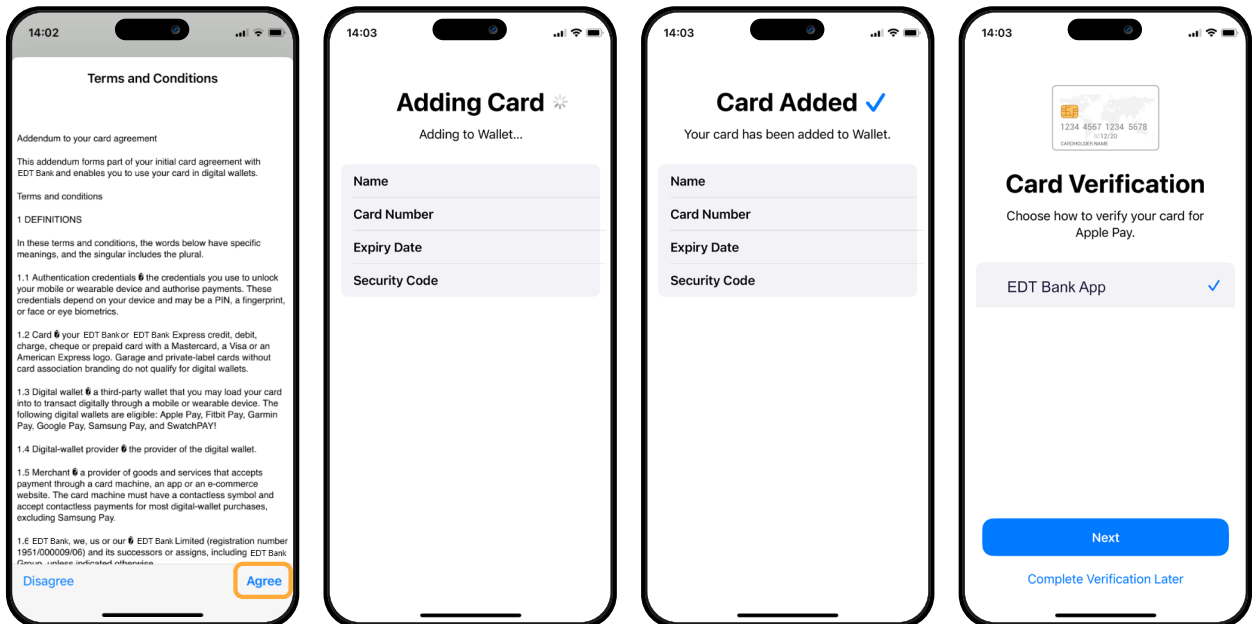 14:02
Terms and Conditions
Addendum to your card agreement
This addendum forms part of your initial card agreement with
EDT Bank and enables you to use your card in digital wallets.
Terms and conditions
1 DEFINITIONS
In these terms and conditions, the words below have specific
meanings, and the singular includes the plural.
1.1 Authentication credentials � the credentials you use to unlock
your mobile or wearable device and authorise payments. These
credentials depend on your device and may be a PIN, a fingerprint,
or face or eye biometrics.
1.2 Card � your EDT Bank or EDT Bank Express credit, debit,
charge, cheque or prepaid card with a Mastercard, a Visa or an
American Express logo. Garage and private-label cards without
card association branding do not qualify for digital wallets.
1.3 Digital wallet � a third-party wallet that you may load your card
into to transact digitally through a mobile or wearable device. The
following digital wallets are eligible: Apple Pay, Fitbit Pay, Garmin
Pay, Google Pay, Samsung Pay, and SwatchPAY!
1.4 Digital-wallet provider � the provider of the digital wallet.
1.5 Merchant � a provider of goods and services that accepts
payment through a card machine, an app or an e-commerce
website. The card machine must have a contactless symbol and
accept contactless payments for most digital-wallet purchases,
excluding Samsung Pay.
1.6 EDT Bank, we, us or our � EDT Bank Limited (registration number
1951/000009/06) and its successors or assigns, including EDT Bank
Group, unless indicated otherwise.
Disagree
Agree
14:03
Adding Card
Adding to Wallet...
Name
Card Number
Expiry Date
Security Code
14:03
Card Added
Your card has been added to Wallet.
Name
Card Number
Expiry Date
Security Code
14:03
1234 4567 1234 5678
12/20
CARDHOLDER NAME
Card Verification
Choose how to verify your card for
Apple Pay.
EDT Bank App
Next
Complete Verification Later